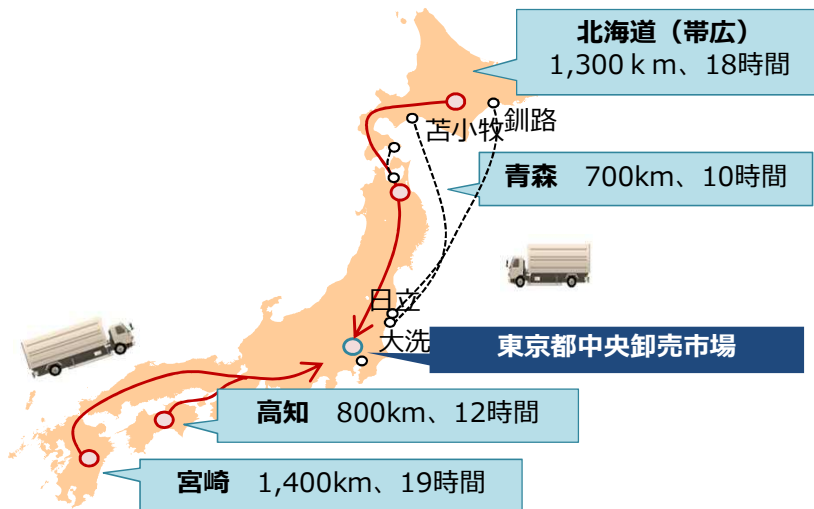 北海道（帯広）
1,300ｋｍ、18時間
苫小牧
釧路
青森　700km、10時間
日立
大洗
東京都中央卸売市場
高知　800km、12時間
宮崎　1,400km、19時間